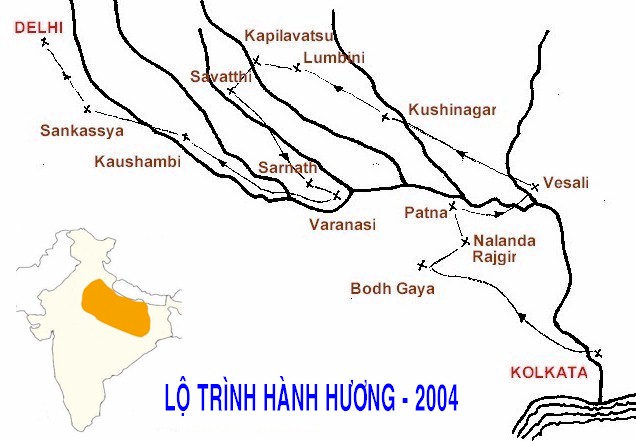 DELHI
Kapilavatsu
Lumbini
Savatthi
Kushinagar
Sankassya
Kaushambi
Sarnath
Vesali
Patna
Varanasi
Nalanda
Rajgir
Bodh Gaya
KOLKATA
LỘ TRÌNH HÀNH HƯƠNG - 2004